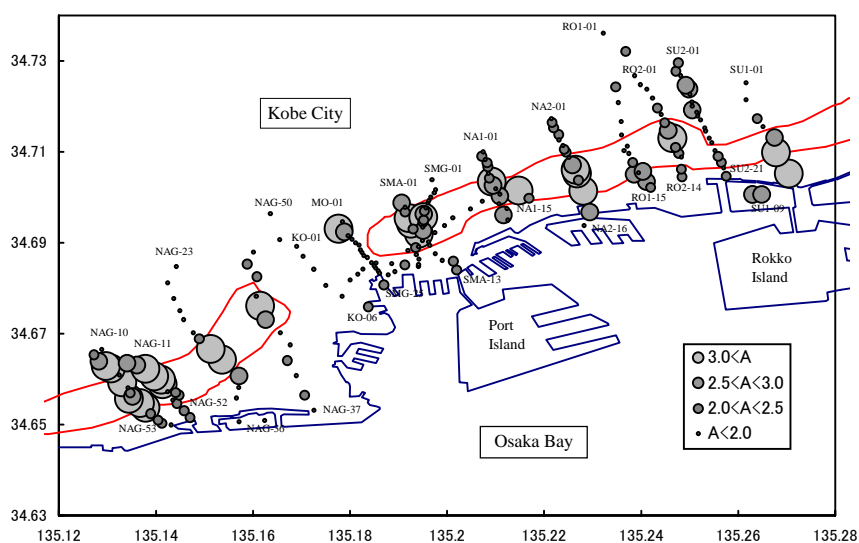 34.73
34.71
34.69
34.67
34.65
34.63
135.12
135.14
135.16
135.18
135.2
135.22
135.24
135.26
135.28
RO1-01
SU2-01
RO2-01
SU1-01
Kobe City
NA2-01
NA1-01
SMG-01
SMA-01
NAG-50
MO-01
KO-01
NAG-23
SU2-21
RO2-14
RO1-15
SU1-09
NA1-15
NA2-16
SMA-13
SMG-25
KO-06
Rokko
Island
Port
Island
NAG-10
NAG-11
NAG-52
NAG-53
NAG-36
NAG-37
Osaka Bay
3.0<A
2.5<A<3.0
2.0<A<2.5
A<2.0